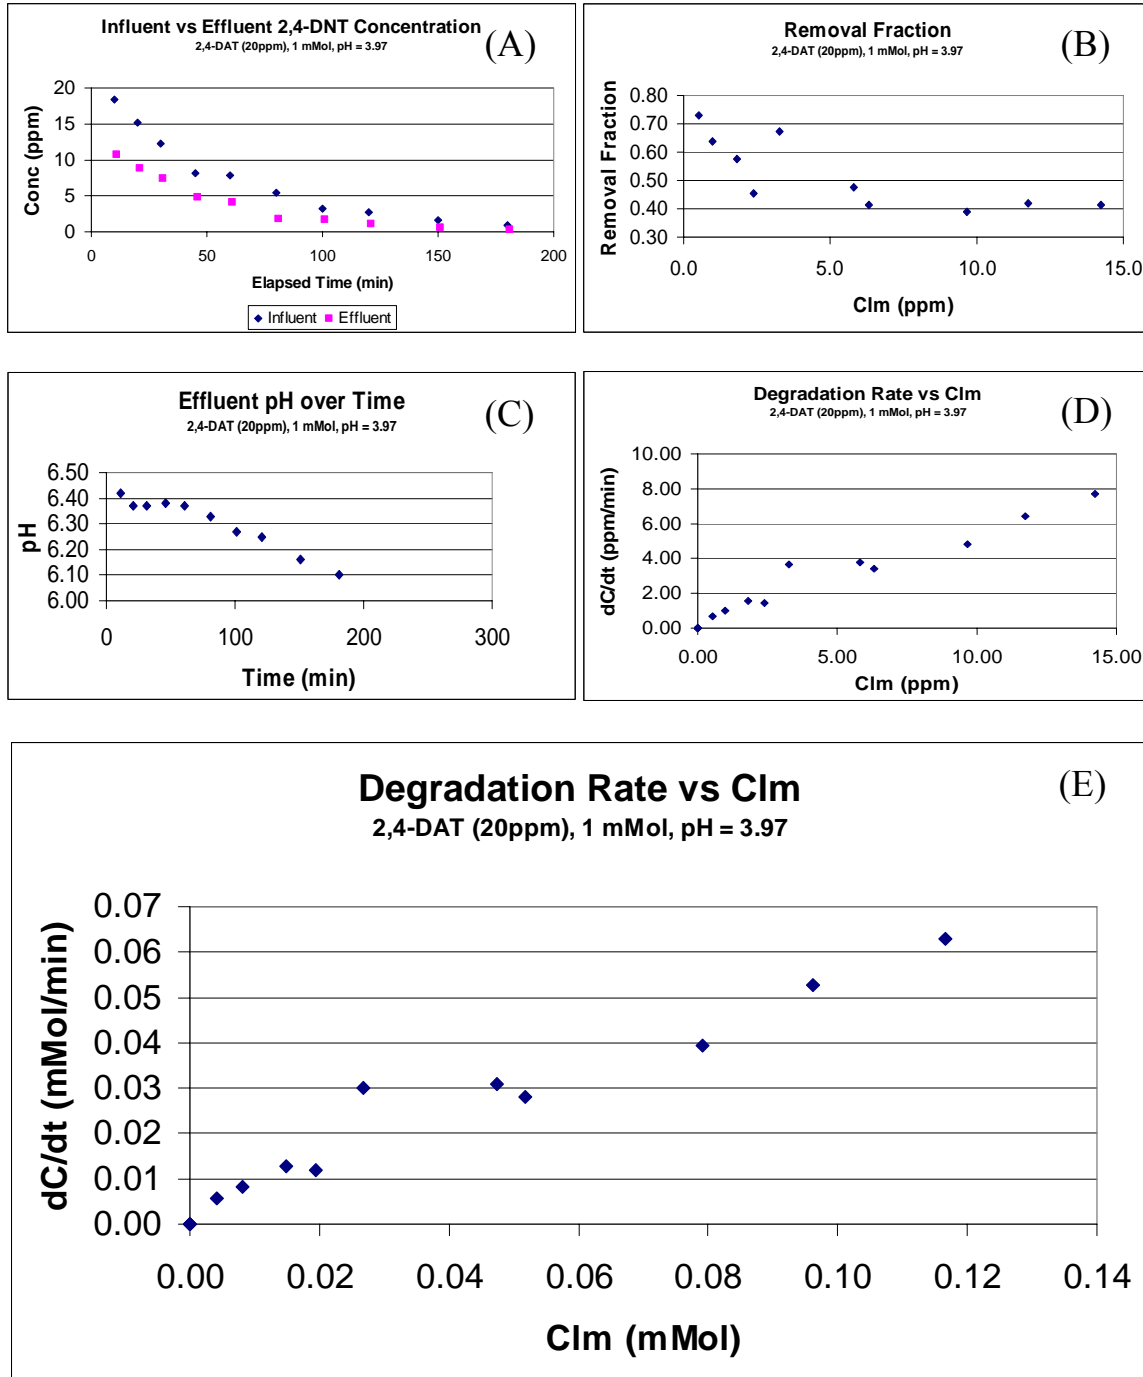 Influent vs Effluent 2,4-DNT Concentration
2,4-DAT (20ppm), 1 mMol, pH = 3.97
(A)
20
15
10
5
0
Conc (ppm)
0 50 100 150 200
Elapsed Time (min)
Influent Effluent
Removal Fraction
2,4-DAT (20ppm), 1 mMol, pH = 3.97
(B)
0.80
0.70
0.60
0.50
0.40
0.30
Removal Fraction
0.0 5.0 10.0 15.0
Clm (ppm)
Effluent pH over Time
2,4-DAT (20ppm), 1 mMol, pH = 3.97
(C)
6.50
6.40
6.30
6.20
6.10
6.00
pH
0 100 200 300
Time (min)
Degradation Rate vs Clm
2,4-DAT (20ppm), 1 mMol, pH = 3.97
(D)
10.00
8.00
6.00
4.00
2.00
0.00
dC/dt (ppm/min)
0.00 5.00 10.00 15.00
Clm (ppm)
Degradation Rate vs Clm
2,4-DAT (20ppm), 1 mMol, pH = 3.97
(E)
0.07
0.06
0.05
0.04
0.03
0.02
0.01
0.00
dC/dt (mMol/min)
0.00 0.02 0.04 0.06 0.08 0.10 0.12 0.14
Clm (mMol)